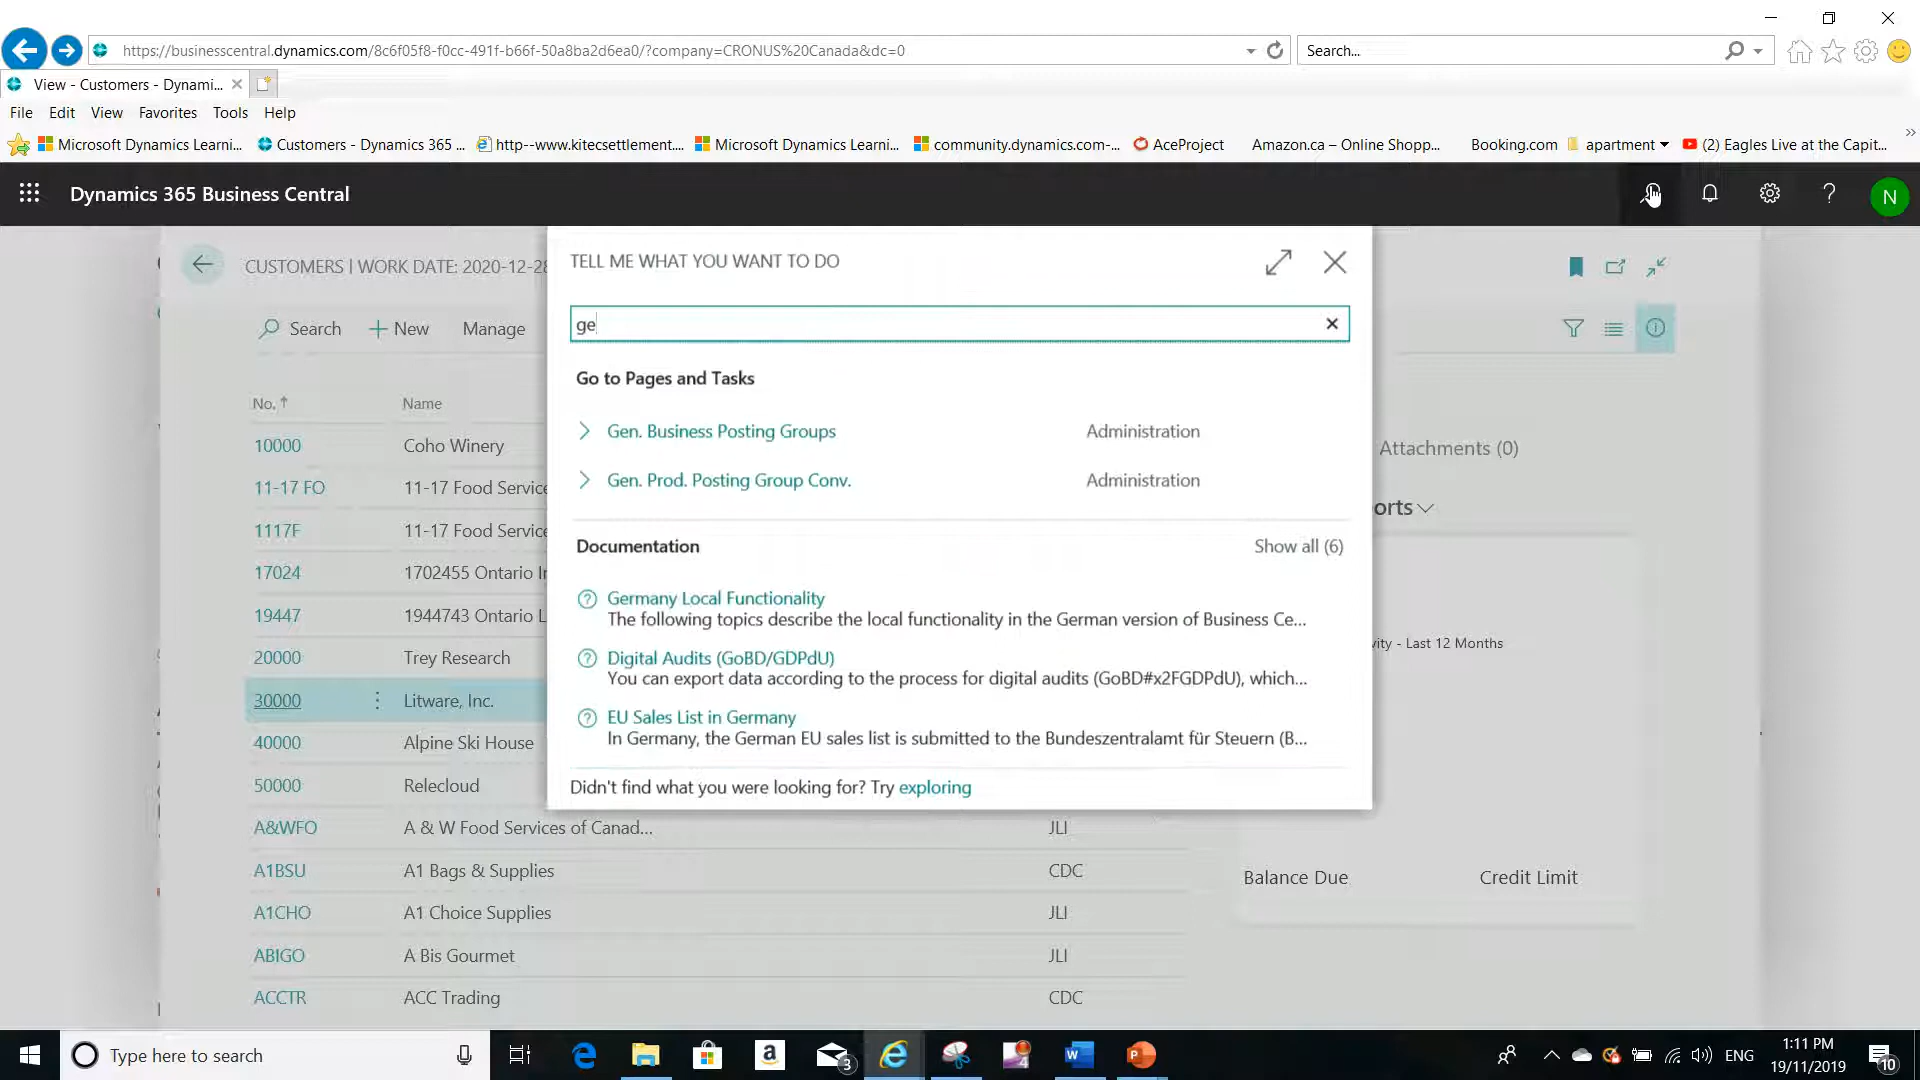 https://businesscentral.dynamics.com/8c6f05f8-f0cc-491f-b66f-50a8ba2d6ea0/?company=CRONUS%20Canada&dc=0
Search...
View - Customers - Dynami...
File Edit View Favorites Tools Help
Microsoft Dynamics Learni... Customers - Dynamics 365 ... http--www.kitecsettlement.... Microsoft Dynamics Learni... community.dynamics.com-... AceProject Amazon.ca – Online Shopp... Booking.com apartment (2) Eagles Live at the Capit...
Dynamics 365 Business Central
N
CUSTOMERS | WORK DATE: 2020-12-28
TELL ME WHAT YOU WANT TO DO
Search New Manage
ge
Go to Pages and Tasks
No. ↑ Name
Gen. Business Posting Groups Administration
10000 Coho Winery
Attachments (0)
Gen. Prod. Posting Group Conv. Administration
11-17 FO 11-17 Food Service
orts
1117F 11-17 Food Service
Documentation Show all (6)
17024 1702455 Ontario
Germany Local Functionality
The following topics describe the local functionality in the German version of Business Ce...
19447 1944743 Ontario
ivity - Last 12 Months
20000 Trey Research
Digital Audits (GoBD/GDPdU)
You can export data according to the process for digital audits (GoBD#x2FGDPdU), which...
30000 Litware, Inc.
EU Sales List in Germany
In Germany, the German EU sales list is submitted to the Bundeszentralamt für Steuern (B...
40000 Alpine Ski House
50000 Relecloud
Didn't find what you were looking for? Try exploring
A&WFO A & W Food Services of Canad... JLI
A1BSU A1 Bags & Supplies CDC
Balance Due Credit Limit
A1CHO A1 Choice Supplies JLI
ABIGO A Bis Gourmet JLI
ACCTR ACC Trading CDC
Type here to search
3
ENG
1:11 PM
19/11/2019
10